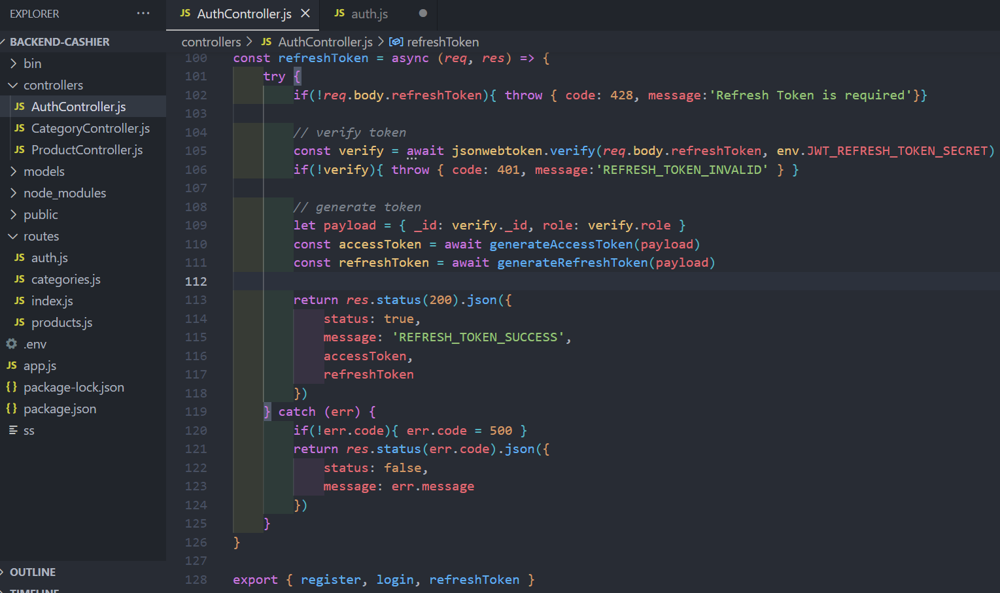 EXPLORER
BACKEND-CASHIER
bin
controllers
JS AuthController.js
JS CategoryController.js
JS ProductController.js
models
node_modules
public
routes
JS auth.js
JS categories.js
JS index.js
JS products.js
.env
JS app.js
{} package-lock.json
{} package.json
ss
OUTLINE
TIMELINE
JS AuthController.js
JS auth.js
controllers > JS AuthController.js > refreshToken
100 const refreshToken = async (req, res) => {
101 try {
102 if(!req.body.refreshToken){ throw { code: 428, message:'Refresh Token is required'}}
103
104 // verify token
105 const verify = await jsonwebtoken.verify(req.body.refreshToken, env.JWT_REFRESH_TOKEN_SECRET)
106 if(!verify){ throw { code: 401, message:'REFRESH_TOKEN_INVALID' } }
107
108 // generate token
109 let payload = { _id: verify._id, role: verify.role }
110 const accessToken = await generateAccessToken(payload)
111 const refreshToken = await generateRefreshToken(payload)
112
113 return res.status(200).json({
114 status: true,
115 message: 'REFRESH_TOKEN_SUCCESS',
116 accessToken,
117 refreshToken
118 })
119 } catch (err) {
120 if(!err.code){ err.code = 500 }
121 return res.status(err.code).json({
122 status: false,
123 message: err.message
124 })
125 }
126 }
127
128 export { register, login, refreshToken }